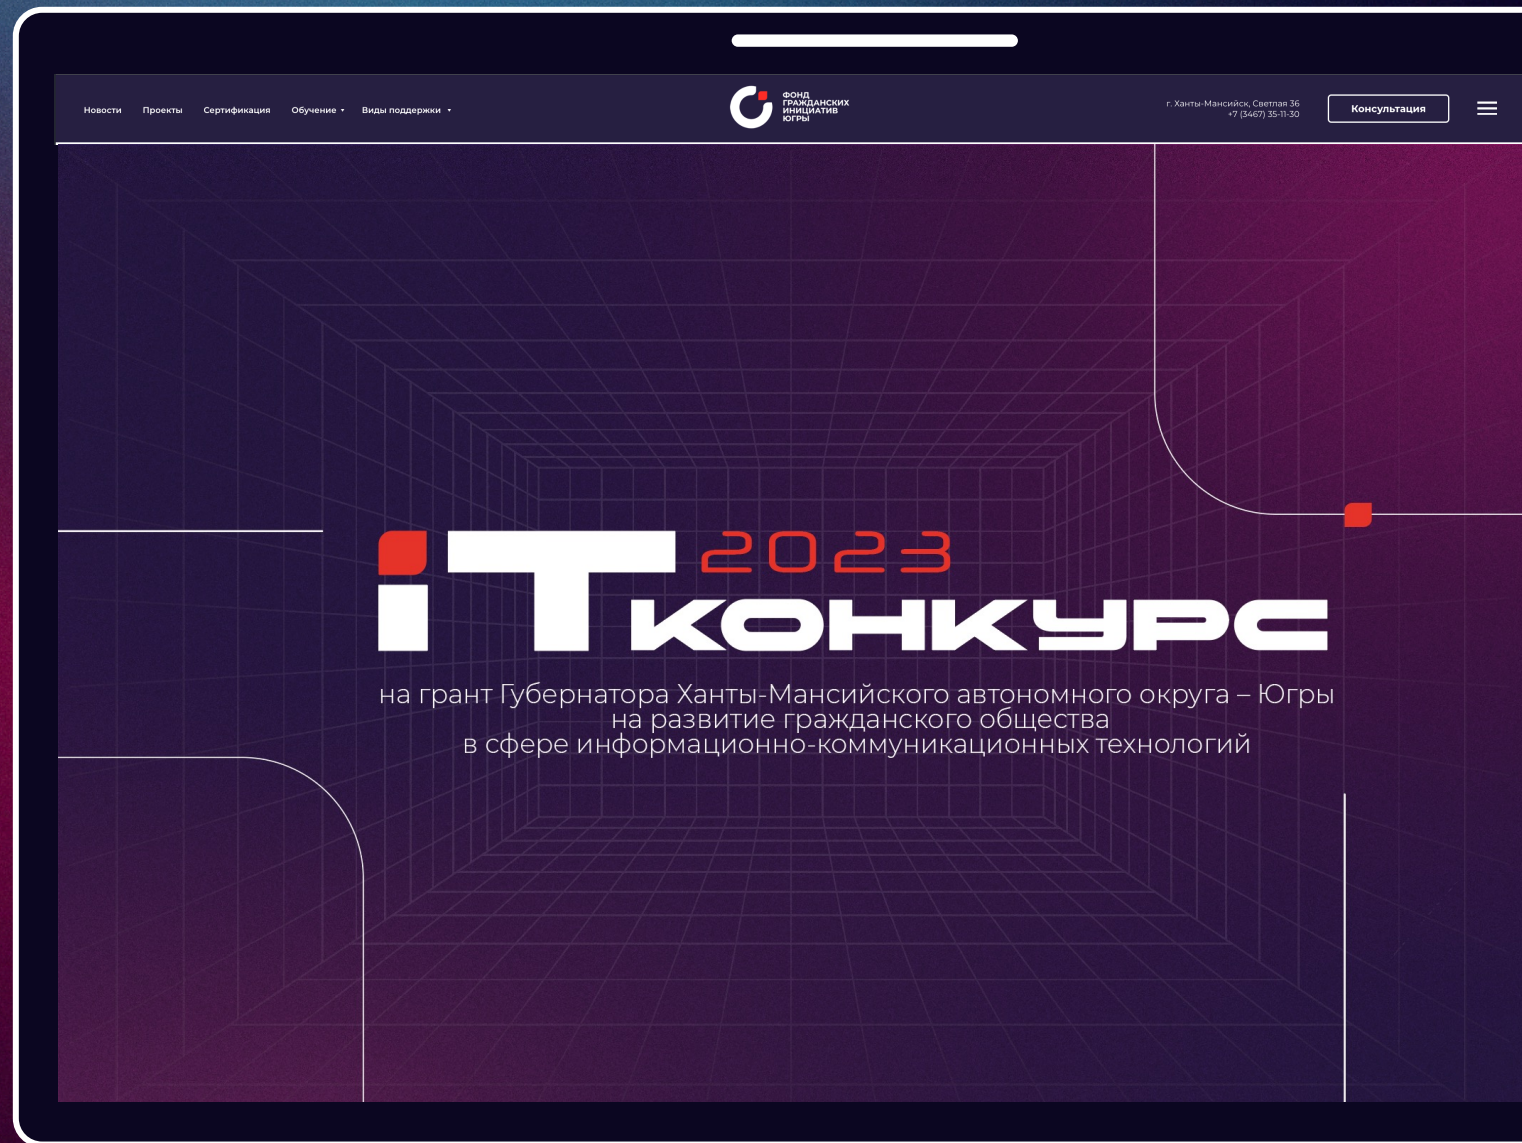 Новости Проекты Сертификация Обучение Виды поддержки
ФОНД
ГРАЖДАНСКИХ
ИНИЦИАТИВ
ЮГРЫ
г. Ханты-Мансийск, Светлая 36
+7 (3467) 35-11-30
Консультация
iT 2023
КОНКУРС
на грант Губернатора Ханты-Мансийского автономного округа – Югры
на развитие гражданского общества
в сфере информационно-коммуникационных технологий